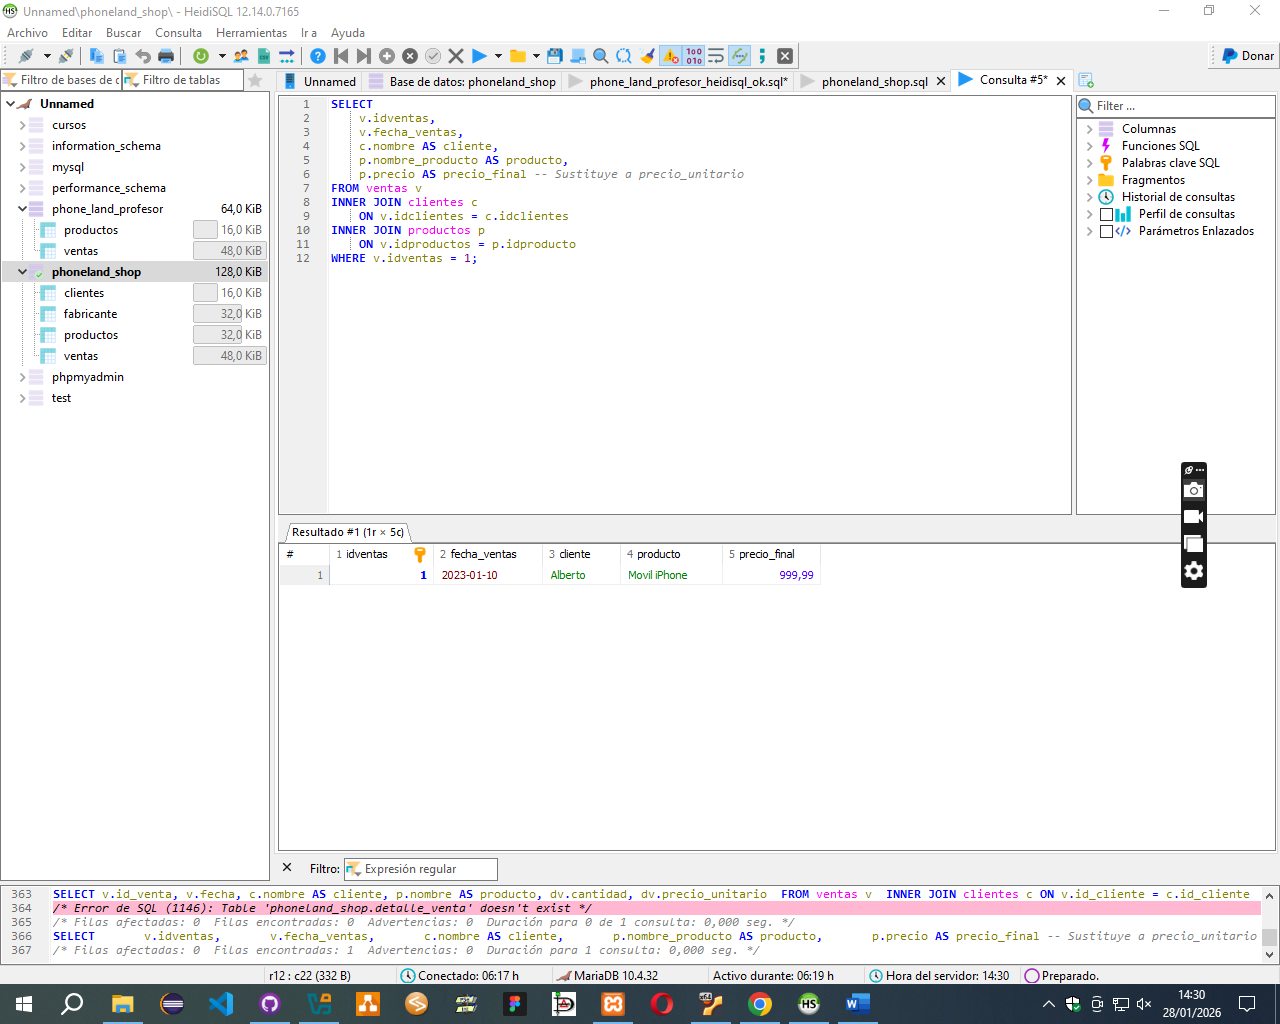 Unnamed\phoneland_shop\ - HeidiSQL 12.14.0.7165
Archivo Editar Buscar Consulta Herramientas Ir a Ayuda
Donar
Filtro de bases de d
Filtro de tablas
Unnamed
Base de datos: phoneland_shop
phone_land_profesor_heidisql_ok.sql*
phoneland_shop.sql
Consulta #5*
Unnamed
cursos
information_schema
mysql
performance_schema
phone_land_profesor 64,0 KiB
productos 16,0 KiB
ventas 48,0 KiB
phoneland_shop 128,0 KiB
clientes 16,0 KiB
fabricante 32,0 KiB
productos 32,0 KiB
ventas 48,0 KiB
phpmyadmin
test
1 SELECT
2 v.idventas,
3 v.fecha_ventas,
4 c.nombre AS cliente,
5 p.nombre_producto AS producto,
6 p.precio AS precio_final -- Sustituye a precio_unitario
7 FROM ventas v
8 INNER JOIN clientes c
9 ON v.idclientes = c.idclientes
10 INNER JOIN productos p
11 ON v.idproductos = p.idproducto
12 WHERE v.idventas = 1;
Filter ...
Columnas
Funciones SQL
Palabras clave SQL
Fragmentos
Historial de consultas
Perfil de consultas
Parámetros Enlazados
Resultado #1 (1r × 5c)
# 1 idventas 2 fecha_ventas 3 cliente 4 producto 5 precio_final
1 1 2023-01-10 Alberto Movil iPhone 999,99
Filtro: Expresión regular
363 SELECT v.id_venta, v.fecha, c.nombre AS cliente, p.nombre AS producto, dv.cantidad, dv.precio_unitario FROM ventas v INNER JOIN clientes c ON v.id_cliente = c.id_cliente
364 /* Error de SQL (1146): Table 'phoneland_shop.detalle_venta' doesn't exist */
365 /* Filas afectadas: 0 Filas encontradas: 0 Advertencias: 0 Duración para 0 de 1 consulta: 0,000 seg. */
366 SELECT v.idventas, v.fecha_ventas, c.nombre AS cliente, p.nombre_producto AS producto, p.precio AS precio_final -- Sustituye a precio_unitario
367 /* Filas afectadas: 0 Filas encontradas: 1 Advertencias: 0 Duración para 1 consulta: 0,000 seg. */
r12 : c22 (332 B) Conectado: 06:17 h MariaDB 10.4.32 Activo durante: 06:19 h Hora del servidor: 14:30 Preparado.
14:30
28/01/2026